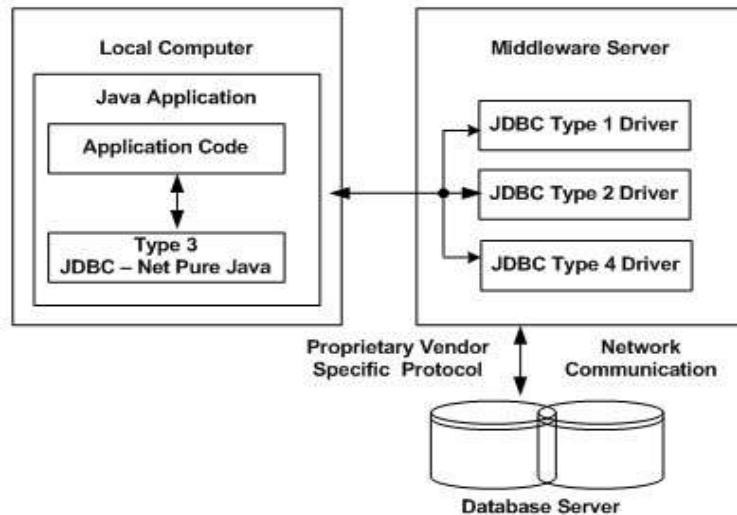 Local Computer
Java Application
Application Code
Type 3
JDBC – Net Pure Java
Middleware Server
JDBC Type 1 Driver
JDBC Type 2 Driver
JDBC Type 4 Driver
Proprietary Vendor
Specific Protocol
Network
Communication
Database Server